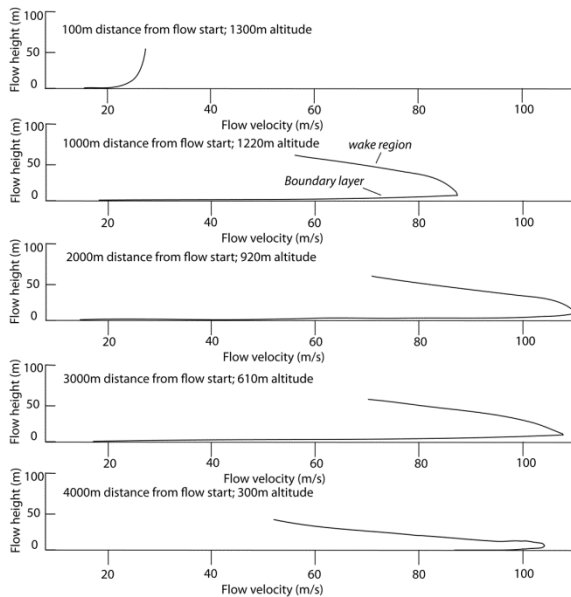 Flow height (m)
100
50
0
100m distance from flow start; 1300m altitude
20 40 60 80 100
Flow velocity (m/s)
Flow height (m)
100
50
0
1000m distance from flow start; 1220m altitude
wake region
Boundary layer
20 40 60 80 100
Flow velocity (m/s)
Flow height (m)
100
50
0
2000m distance from flow start; 920m altitude
20 40 60 80 100
Flow velocity (m/s)
Flow height (m)
100
50
0
3000m distance from flow start; 610m altitude
20 40 60 80 100
Flow velocity (m/s)
Flow height (m)
100
50
0
4000m distance from flow start; 300m altitude
20 40 60 80 100
Flow velocity (m/s)